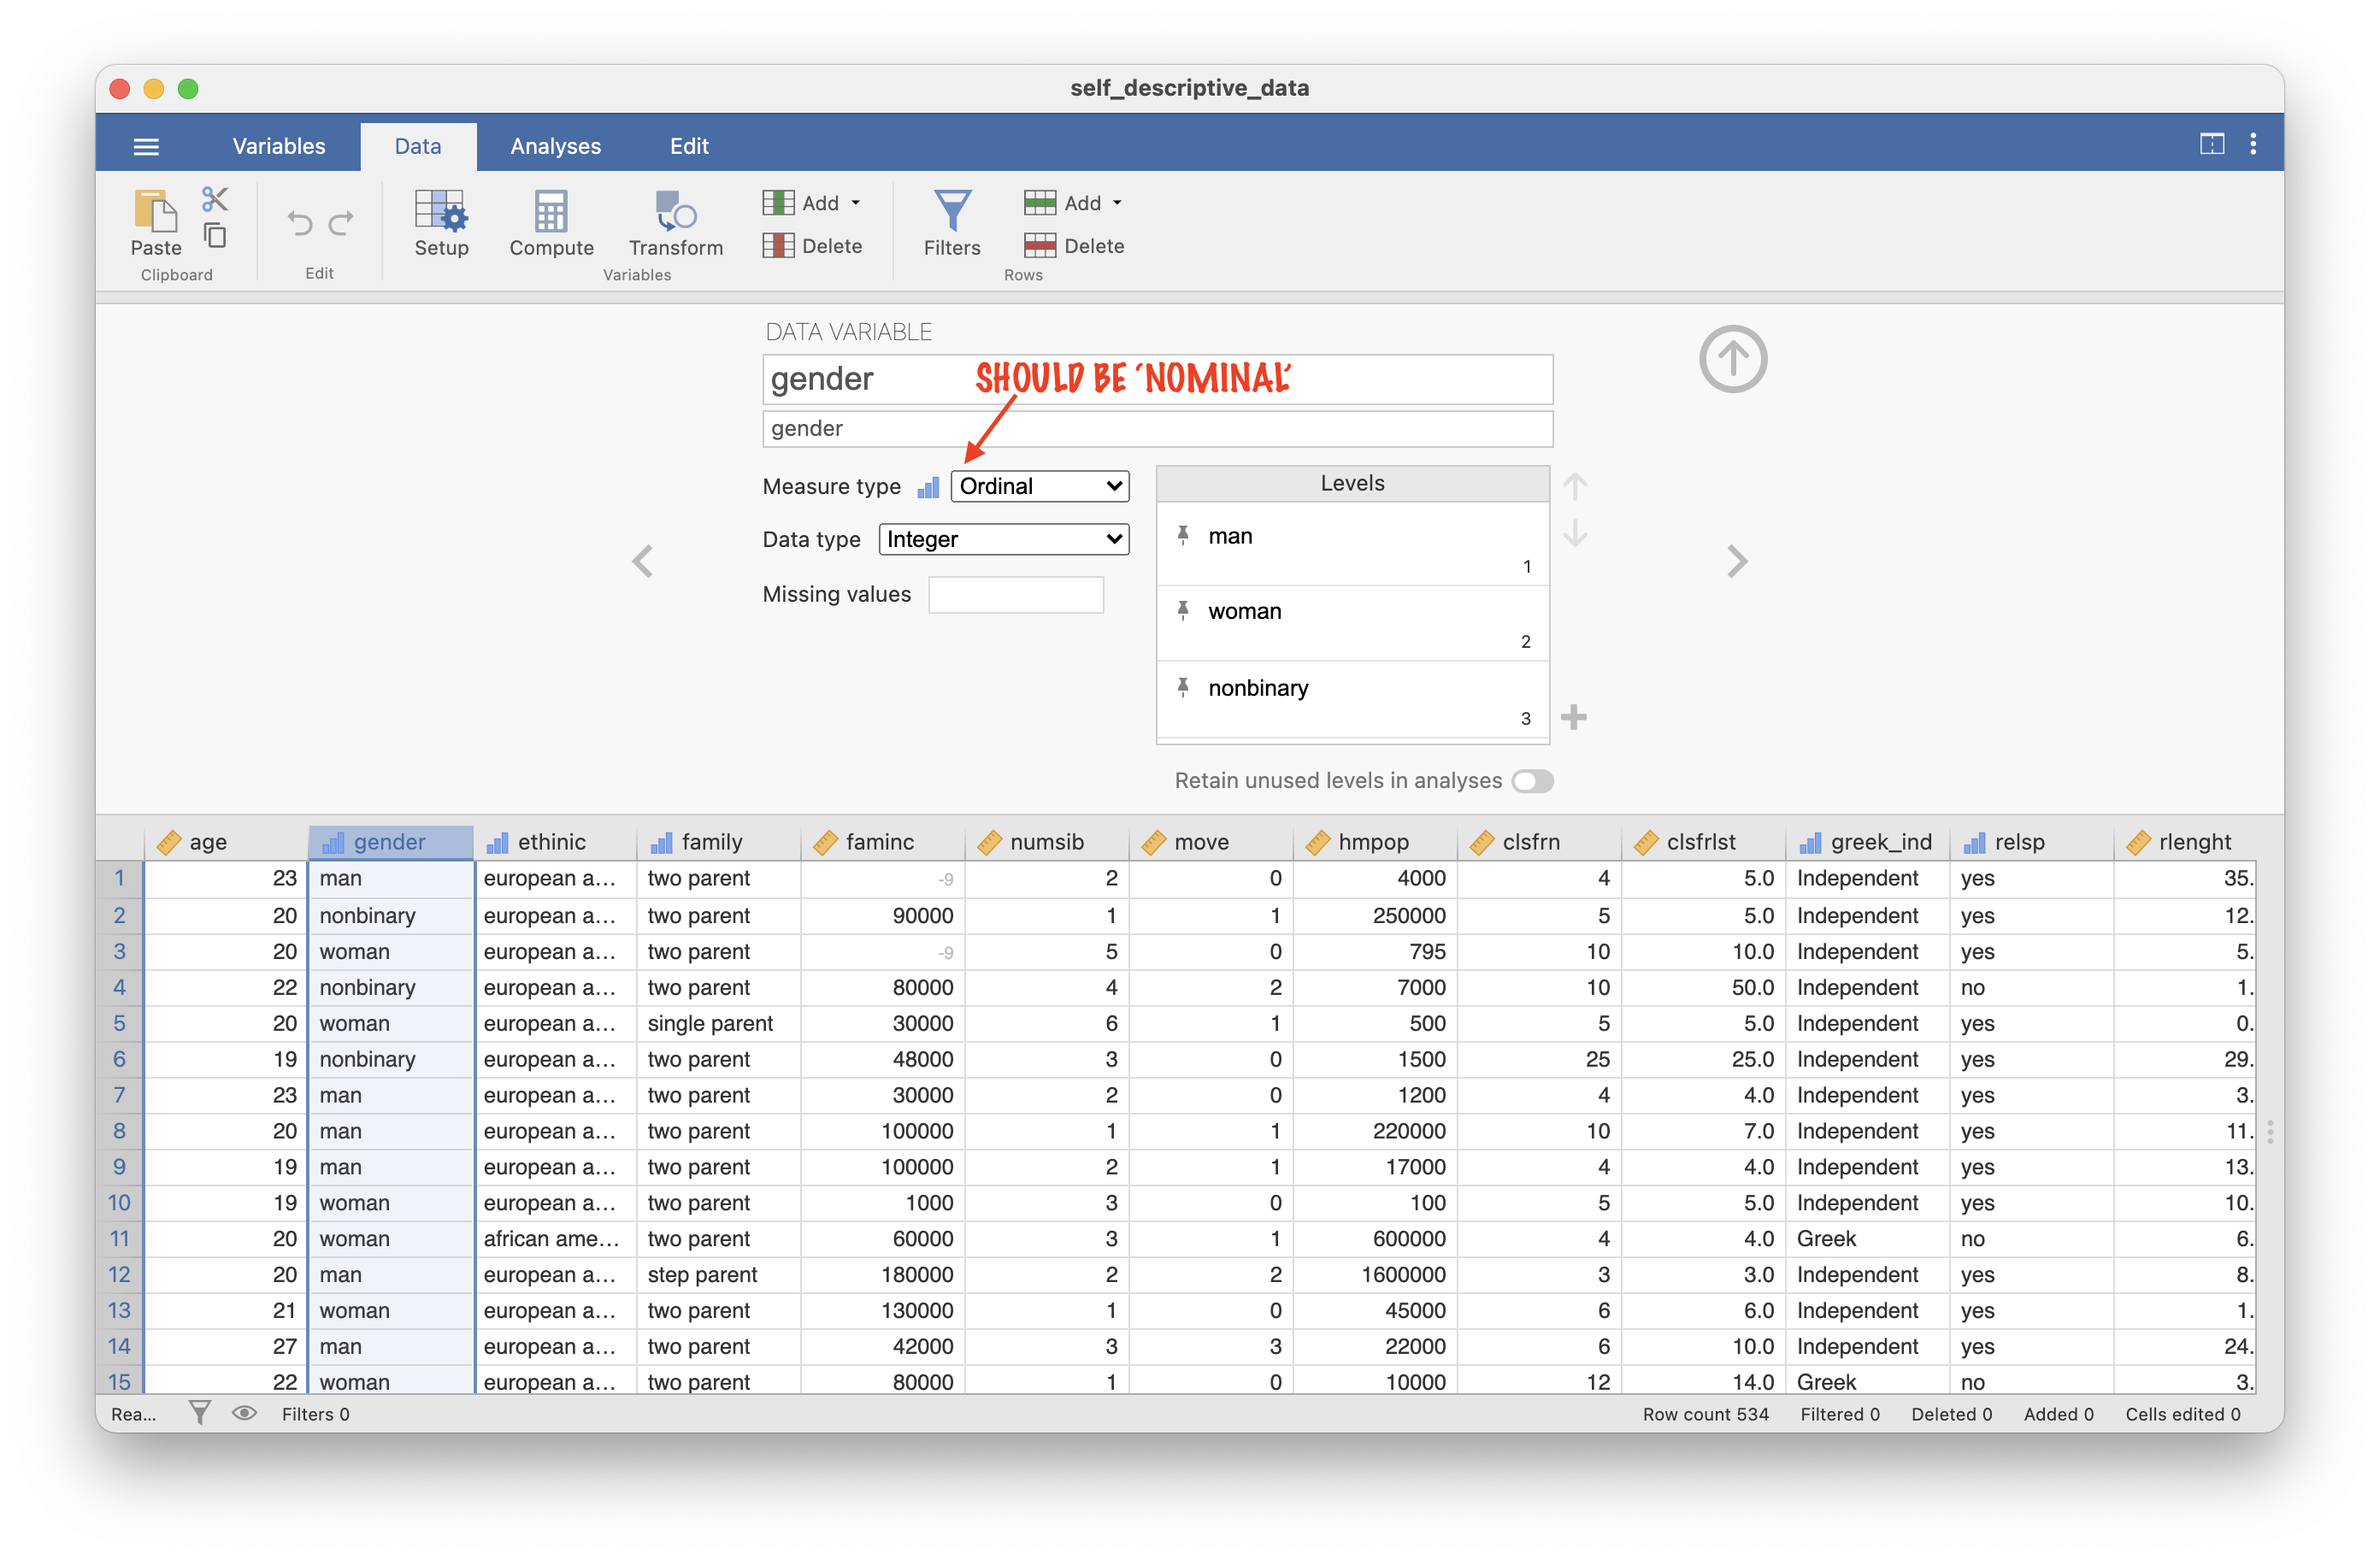 self_descriptive_data
Variables Data Analyses Edit
Paste Setup Compute Transform Add Delete Filters Add Delete
Clipboard Edit Variables Rows
DATA VARIABLE
gender SHOULD BE ‘NOMINAL’
gender
Measure type Ordinal
Data type Integer
Missing values
Levels
man
1
woman
2
nonbinary
3
Retain unused levels in analyses
age gender ethinic family faminc numsib move hmpop clsfrn clsfrlst greek_ind relsp rlenght
1 23 man european a... two parent -9 2 0 4000 4 5.0 Independent yes 35.
2 20 nonbinary european a... two parent 90000 1 1 250000 5 5.0 Independent yes 12.
3 20 woman european a... two parent -9 5 0 795 10 10.0 Independent yes 5.
4 22 nonbinary european a... two parent 80000 4 2 7000 10 50.0 Independent no 1.
5 20 woman european a... single parent 30000 6 1 500 5 5.0 Independent yes 0.
6 19 nonbinary european a... two parent 48000 3 0 1500 25 25.0 Independent yes 29.
7 23 man european a... two parent 30000 2 0 1200 4 4.0 Independent yes 3.
8 20 man european a... two parent 100000 1 1 220000 10 7.0 Independent yes 11.
9 19 man european a... two parent 100000 2 1 17000 4 4.0 Independent yes 13.
10 19 woman european a... two parent 1000 3 0 100 5 5.0 Independent yes 10.
11 20 woman african ame... two parent 60000 3 1 600000 4 4.0 Greek no 6.
12 20 man european a... step parent 180000 2 2 1600000 3 3.0 Independent yes 8.
13 21 woman european a... two parent 130000 1 0 45000 6 6.0 Independent yes 1.
14 27 man european a... two parent 42000 3 3 22000 6 10.0 Independent yes 24.
15 22 woman european a... two parent 80000 1 0 10000 12 14.0 Greek no 3.
Rea... Filters 0 Row count 534 Filtered 0 Deleted 0 Added 0 Cells edited 0